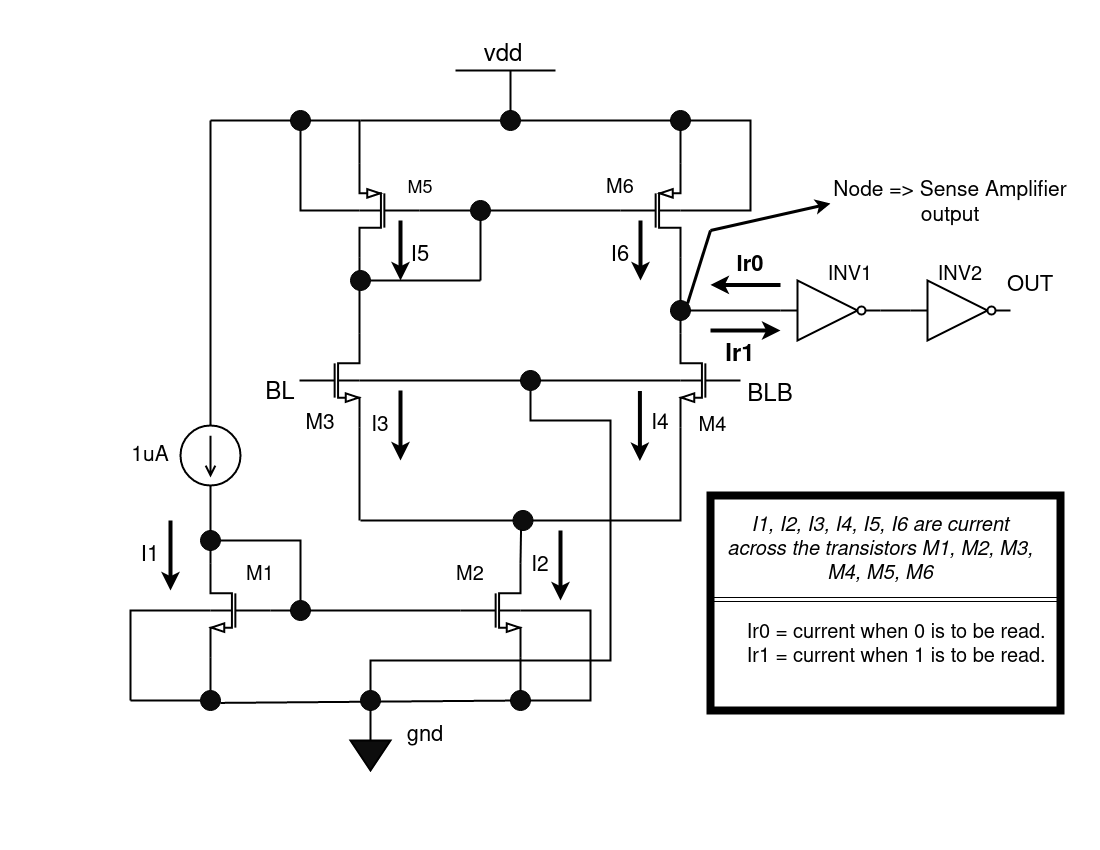 vdd
M5
M6
Node => Sense Amplifier
output
I5
I6
Ir0
INV1
INV2
OUT
Ir1
BL
BLB
M3
I3
I4
M4
1uA
I1
M1
M2
I2
I1, I2, I3, I4, I5, I6 are current
across the transistors M1, M2, M3,
M4, M5, M6
Ir0 = current when 0 is to be read.
Ir1 = current when 1 is to be read.
gnd